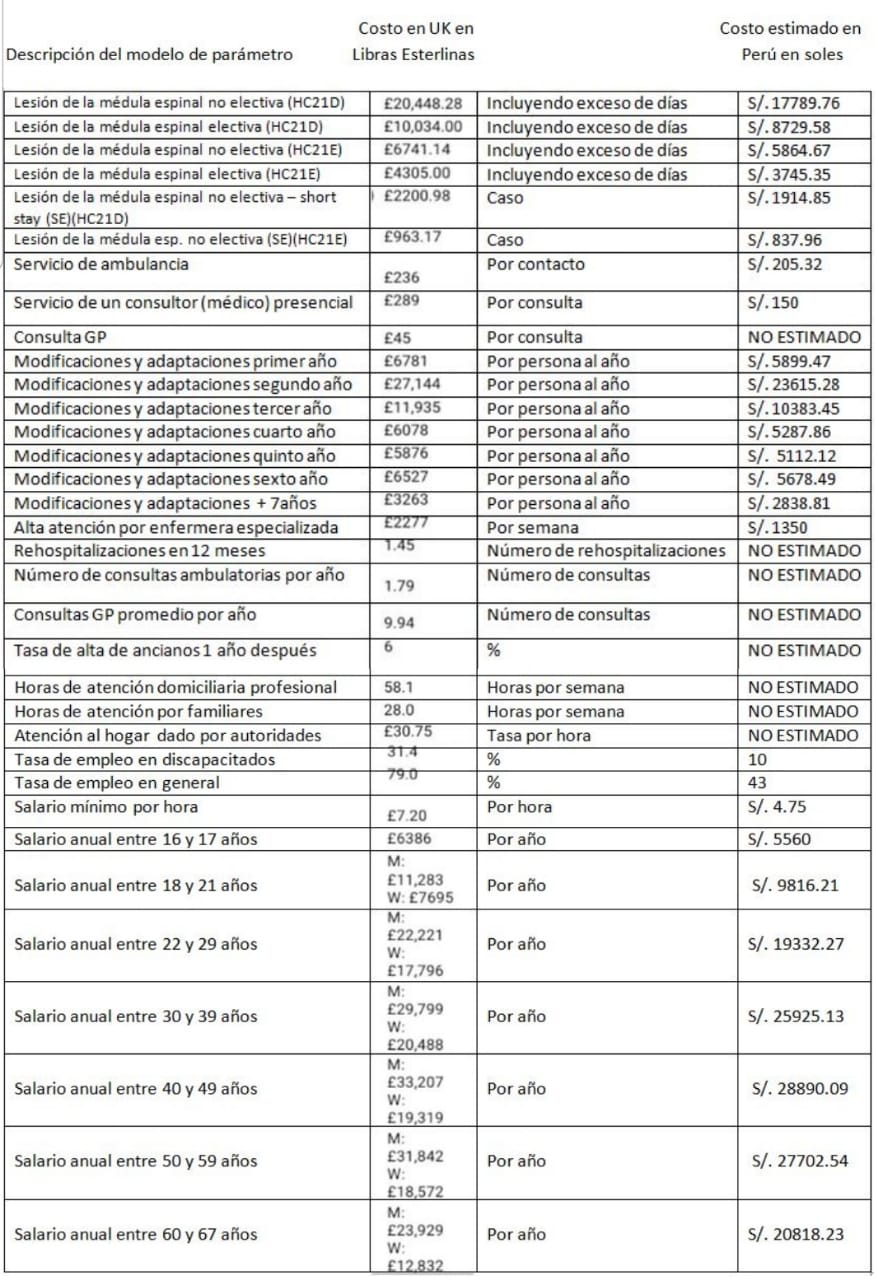 Descripción del modelo de parámetro Costo en UK en Libras Esterlinas Costo estimado en Perú en soles
Lesión de la médula espinal no electiva (HC21D) £20,448.28 Incluyendo exceso de días S/.17789.76
Lesión de la médula espinal electiva (HC21D) £10,034.00 Incluyendo exceso de días S/.8729.58
Lesión de la médula espinal no electiva (HC21E) £6741.14 Incluyendo exceso de días S/.5864.67
Lesión de la médula espinal electiva (HC21E) £4305.00 Incluyendo exceso de días S/.3745.35
Lesión de la médula espinal no electiva – short stay (SE)(HC21D) £2200.98 Caso S/.1914.85
Lesión de la médula esp. no electiva (SE)(HC21E) £963.17 Caso S/.837.96
Servicio de ambulancia £236 Por contacto S/.205.32
Servicio de un consultor (médico) presencial £289 Por consulta S/.150
Consulta GP £45 Por consulta NO ESTIMADO
Modificaciones y adaptaciones primer año £6781 Por persona al año S/.5899.47
Modificaciones y adaptaciones segundo año £27,144 Por persona al año S/.23615.28
Modificaciones y adaptaciones tercer año £11,935 Por persona al año S/.10383.45
Modificaciones y adaptaciones cuarto año £6078 Por persona al año S/.5287.86
Modificaciones y adaptaciones quinto año £5876 Por persona al año S/. 5112.12
Modificaciones y adaptaciones sexto año £6527 Por persona al año S/. 5678.49
Modificaciones y adaptaciones + 7años £3263 Por persona al año S/.2838.81
Alta atención por enfermera especializada £2277 Por semana S/.1350
Rehospitalizaciones en 12 meses 1.45 Número de rehospitalizaciones NO ESTIMADO
Número de consultas ambulatorias por año 1.79 Número de consultas NO ESTIMADO
Consultas GP promedio por año 9.94 Número de consultas NO ESTIMADO
Tasa de alta de ancianos 1 año después 6 % NO ESTIMADO
Horas de atención domiciliaria profesional 58.1 Horas por semana NO ESTIMADO
Horas de atención por familiares 28.0 Horas por semana NO ESTIMADO
Atención al hogar dado por autoridades £30.75 Tasa por hora NO ESTIMADO
Tasa de empleo en discapacitados 31.4 % 10
Tasa de empleo en general 79.0 % 43
Salario mínimo por hora £7.20 Por hora S/. 4.75
Salario anual entre 16 y 17 años £6386 Por año S/. 5560
Salario anual entre 18 y 21 años M: £11,283 W: £7695 Por año S/. 9816.21
Salario anual entre 22 y 29 años M: £22,221 W: £17,796 Por año S/. 19332.27
Salario anual entre 30 y 39 años M: £29,799 W: £20,488 Por año S/. 25925.13
Salario anual entre 40 y 49 años M: £33,207 W: £19,319 Por año S/. 28890.09
Salario anual entre 50 y 59 años M: £31,842 W: £18,572 Por año S/. 27702.54
Salario anual entre 60 y 67 años M: £23,929 W: £12,832 Por año S/. 20818.23